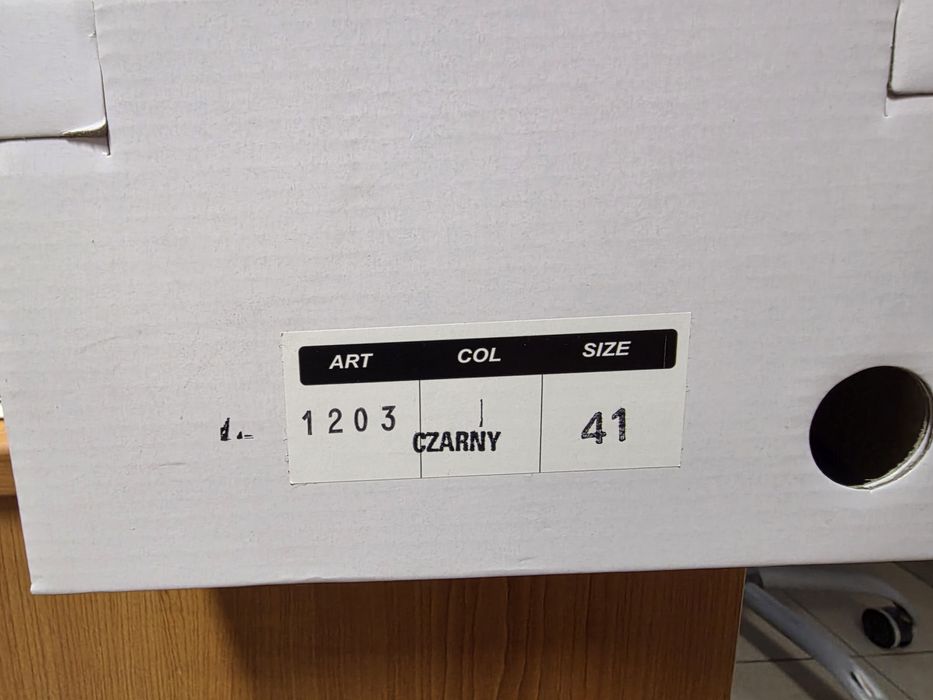 ART COL SIZE
1203 CZARNY 41